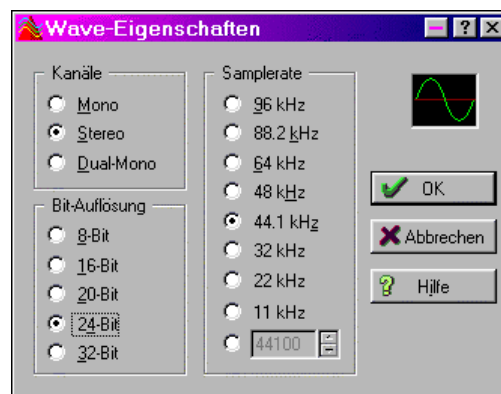 Wave-Eigenschaften
Kanäle
Mono
Stereo
Dual-Mono
Bit-Auflösung
8-Bit
16-Bit
20-Bit
24-Bit
32-Bit
Samplerate
96 kHz
88.2 kHz
64 kHz
48 kHz
44.1 kHz
32 kHz
22 kHz
11 kHz
44100
OK
Abbrechen
Hilfe